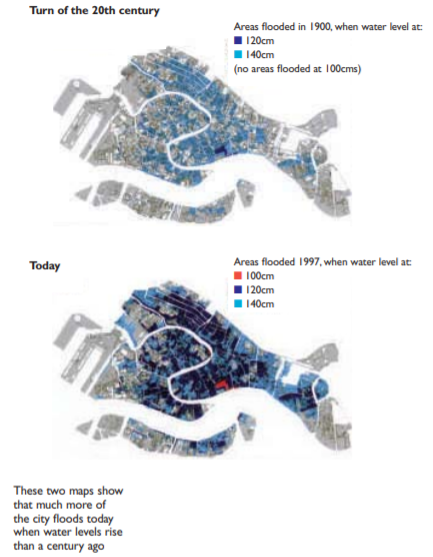 Turn of the 20th century
Areas flooded in 1900, when water level at:
120cm
140cm
(no areas flooded at 100cms)
Today
Areas flooded 1997, when water level at:
100cm
120cm
140cm
These two maps show
that much more of
the city floods today
when water levels rise
than a century ago